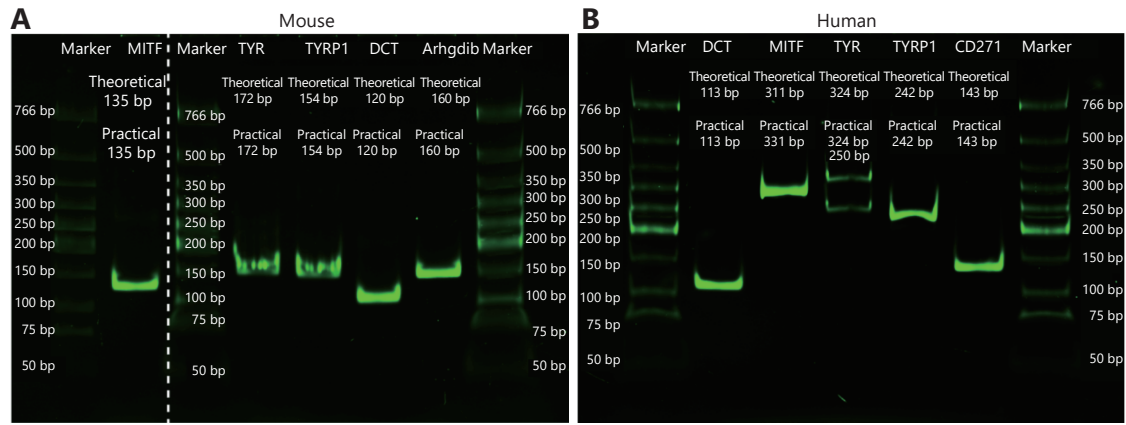 A
Mouse
Marker MITF Marker TYR TYRP1 DCT Arhgdib Marker
Theoretical
135 bp
Practical
135 bp
Theoretical Theoretical Theoretical Theoretical
172 bp 154 bp 120 bp 160 bp
Practical Practical Practical Practical
172 bp 154 bp 120 bp 160 bp
766 bp
500 bp
350 bp
300 bp
250 bp
200 bp
150 bp
100 bp
75 bp
50 bp
766 bp
500 bp
350 bp
300 bp
250 bp
200 bp
150 bp
100 bp
75 bp
50 bp
766 bp
500 bp
350 bp
300 bp
250 bp
200 bp
150 bp
100 bp
75 bp
50 bp
B
Human
Marker DCT MITF TYR TYRP1 CD271 Marker
Theoretical Theoretical Theoretical Theoretical Theoretical
113 bp 311 bp 324 bp 242 bp 143 bp
Practical Practical Practical Practical Practical
113 bp 331 bp 324 bp 242 bp 143 bp
250 bp
766 bp
500 bp
350 bp
300 bp
250 bp
200 bp
150 bp
100 bp
75 bp
50 bp
766 bp
500 bp
350 bp
300 bp
250 bp
200 bp
150 bp
100 bp
75 bp
50 bp